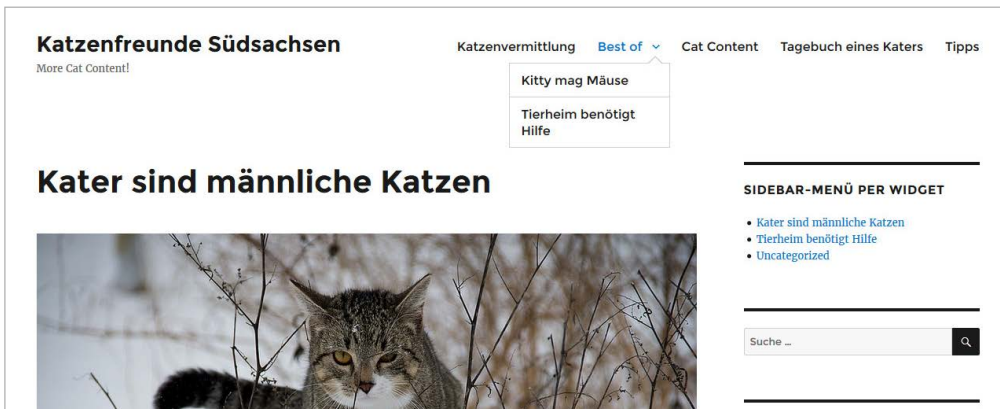 Katzenfreunde Südsachsen
More Cat Content!
Katzenvermittlung Best of Cat Content Tagebuch eines Katers Tipps
Kitty mag Mäuse
Tierheim benötigt
Hilfe
Kater sind männliche Katzen
SIDEBAR-MENÜ PER WIDGET
Kater sind männliche Katzen
Tierheim benötigt Hilfe
Uncategorized
Suche ...